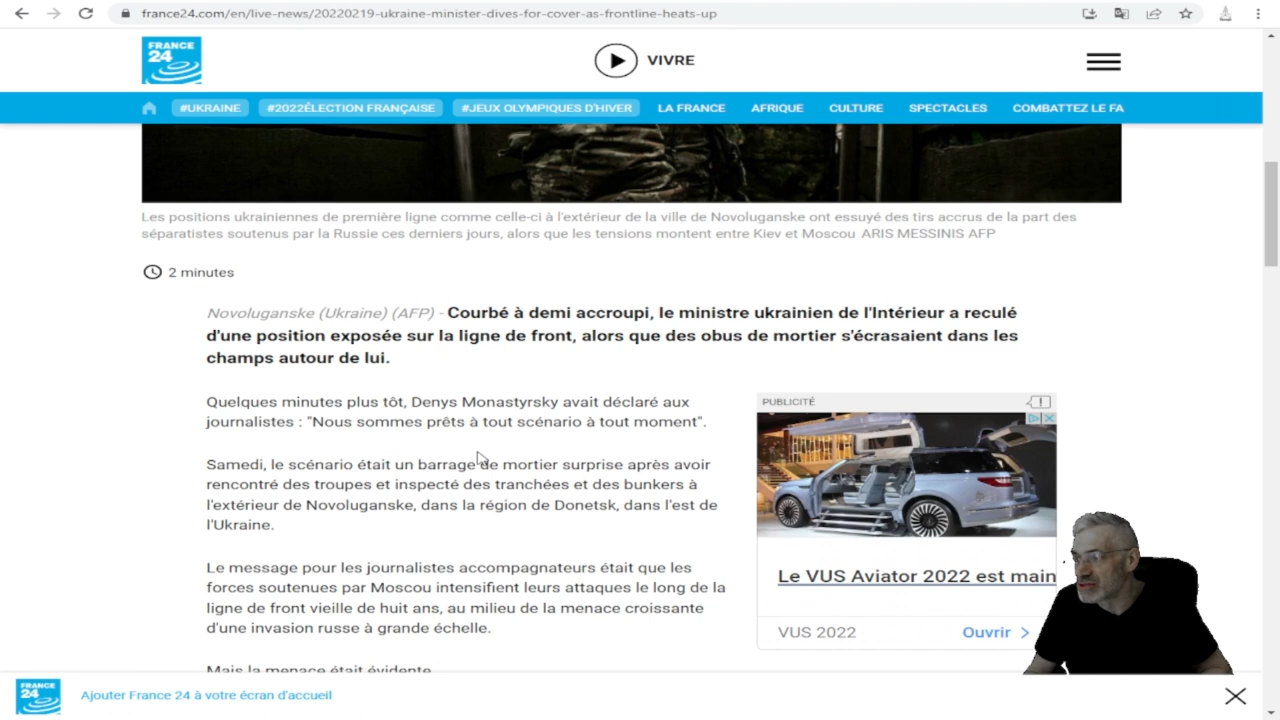 france24.com/en/live-news/20220219-ukraine-minister-dives-for-cover-as-frontline-heats-up
FRANCE
24
VIVRE
#UKRAINE #2022ÉLECTION FRANÇAISE #JEUX OLYMPIQUES D'HIVER LA FRANCE AFRIQUE CULTURE SPECTACLES COMBATTEZ LE FA
Les positions ukrainiennes de première ligne comme celle-ci à l'extérieur de la ville de Novoluganske ont essuyé des tirs accrus de la part des
séparatistes soutenus par la Russie ces derniers jours, alors que les tensions montent entre Kiev et Moscou ARIS MESSINIS AFP
2 minutes
Novoluganske (Ukraine) (AFP) - Courbé à demi accroupi, le ministre ukrainien de l'Intérieur a reculé
d'une position exposée sur la ligne de front, alors que des obus de mortier s'écrasaient dans les
champs autour de lui.
Quelques minutes plus tôt, Denys Monastyrsky avait déclaré aux
journalistes : "Nous sommes prêts à tout scénario à tout moment".
Samedi, le scénario était un barrage de mortier surprise après avoir
rencontré des troupes et inspecté des tranchées et des bunkers à
l'extérieur de Novoluganske, dans la région de Donetsk, dans l'est de
l'Ukraine.
Le message pour les journalistes accompagnateurs était que les
forces soutenues par Moscou intensifient leurs attaques le long de la
ligne de front vieille de huit ans, au milieu de la menace croissante
d'une invasion russe à grande échelle.
Mais la menace était évidente
PUBLICITÉ
Le VUS Aviator 2022 est main
VUS 2022 Ouvrir
FRANCE
24
Ajouter France 24 à votre écran d'accueil